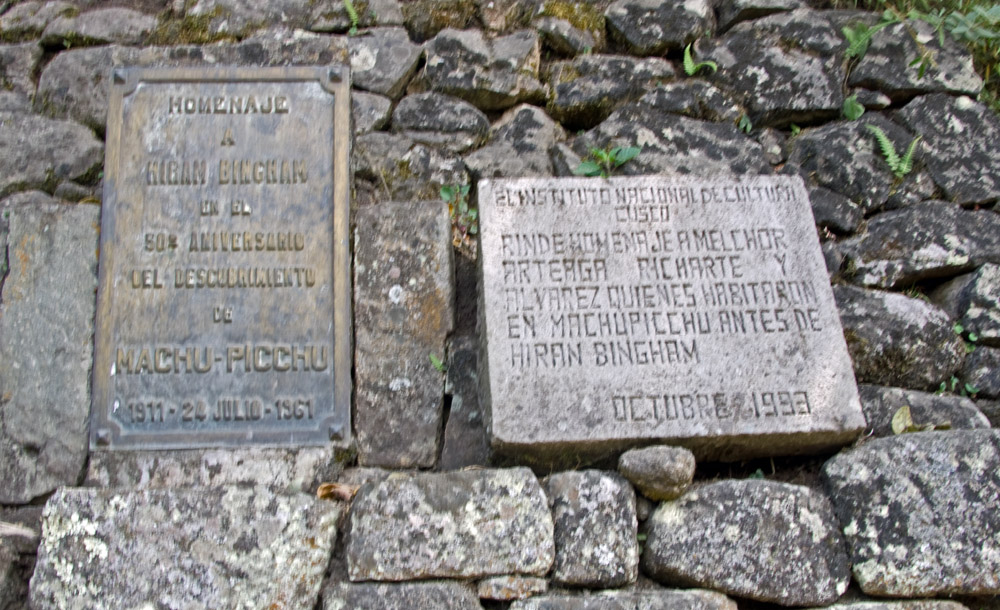 HOMENAJE
A
HIRAN BINGHAM
EN EL
50º ANIVERSARIO
DEL DESCUBRIMIENTO
DE
MACHU-PICCHU
1911 - 24 JULIO - 1961
EL INSTITUTO NACIONAL DE CULTURA
CUSCO
RINDE HOMENAJE A MELCHOR
ARTEAGA RICHARTE Y
ALVAREZ QUIENES HABITARON
EN MACHUPICCHU ANTES DE
HIRAN BINGHAM
OCTUBRE 1993